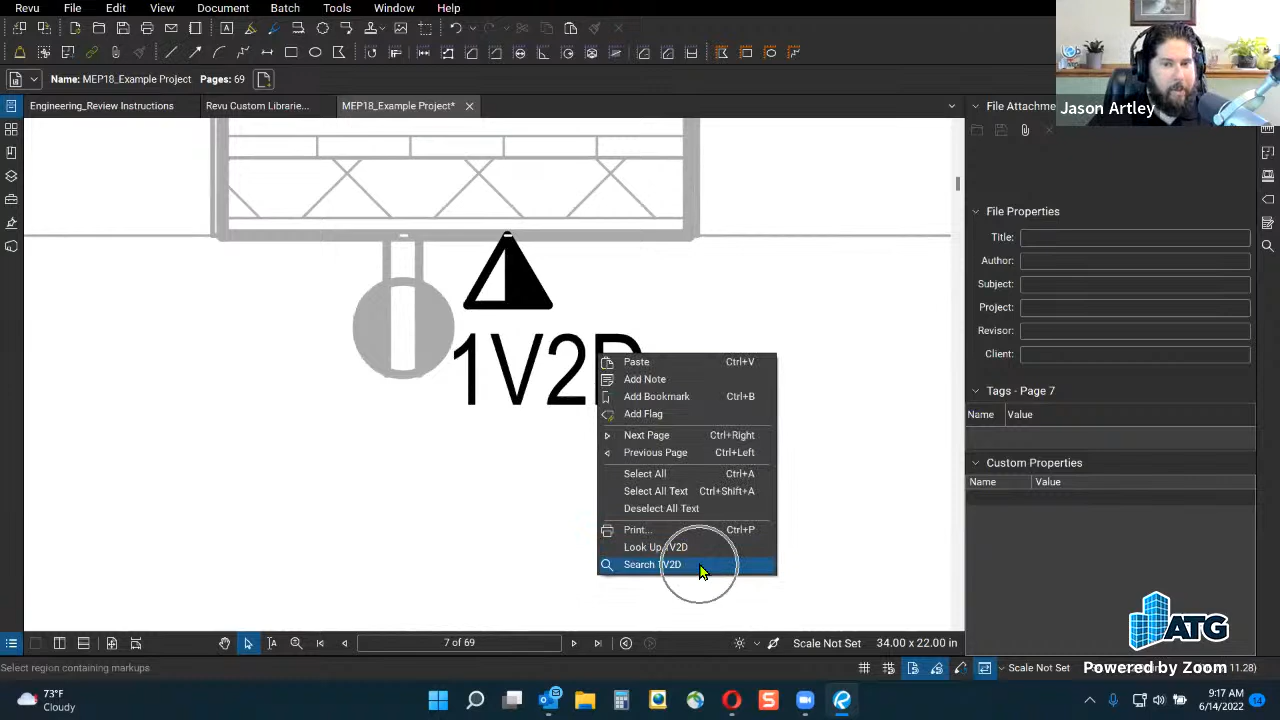 Revu File Edit View Document Batch Tools Window Help
Name: MEP18_Example Project Pages: 69
Engineering_Review Instructions
Revu Custom Librarie...
MEP18_Example Project*
File Attachme
Jason Artley
1V2D
Paste Ctrl+V
Add Note
Add Bookmark Ctrl+B
Add Flag
Next Page Ctrl+Right
Previous Page Ctrl+Left
Select All Ctrl+A
Select All Text Ctrl+Shift+A
Deselect All Text
Print... Ctrl+P
Look Up 1V2D
Search 1V2D
File Properties
Title:
Author:
Subject:
Project:
Revisor:
Client:
Tags - Page 7
Name Value
Custom Properties
Name Value
7 of 69
Scale Not Set 34.00 x 22.00 in
ATG
Powered by Zoom
Select region containing markups
Scale Not Set
11.28)
73°F
Cloudy
9:17 AM
6/14/2022
14